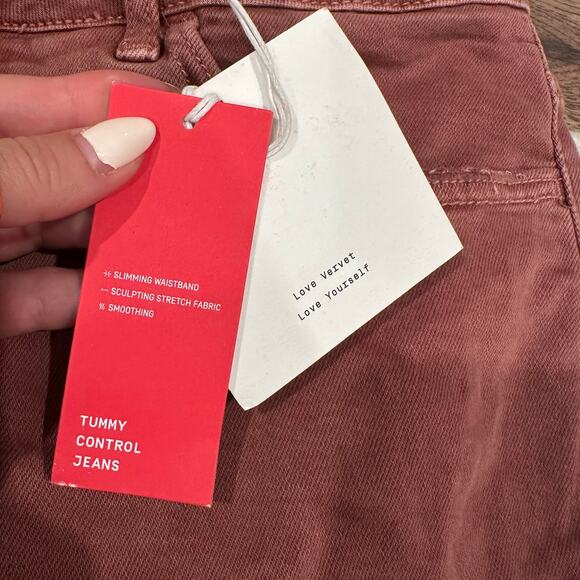 SLIMMING WAISTBAND
SCULPTING STRETCH FABRIC
SMOOTHING
TUMMY
CONTROL
JEANS
Love Vervet
Love Yourself